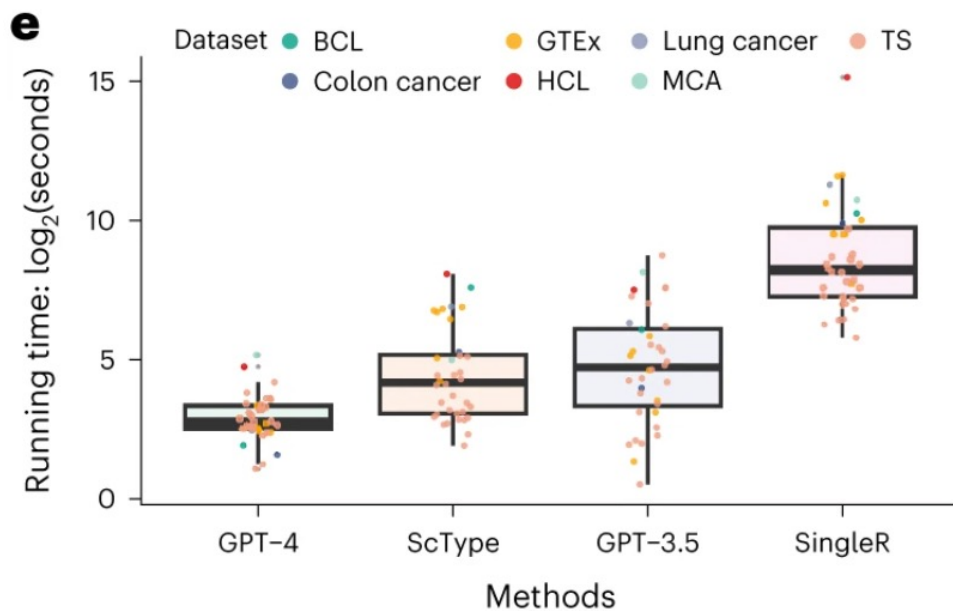 e
Dataset BCL GTEx Lung cancer TS
Colon cancer HCL MCA
Running time: log₂(seconds)
15
10
5
0
GPT–4 ScType GPT–3.5 SingleR
Methods